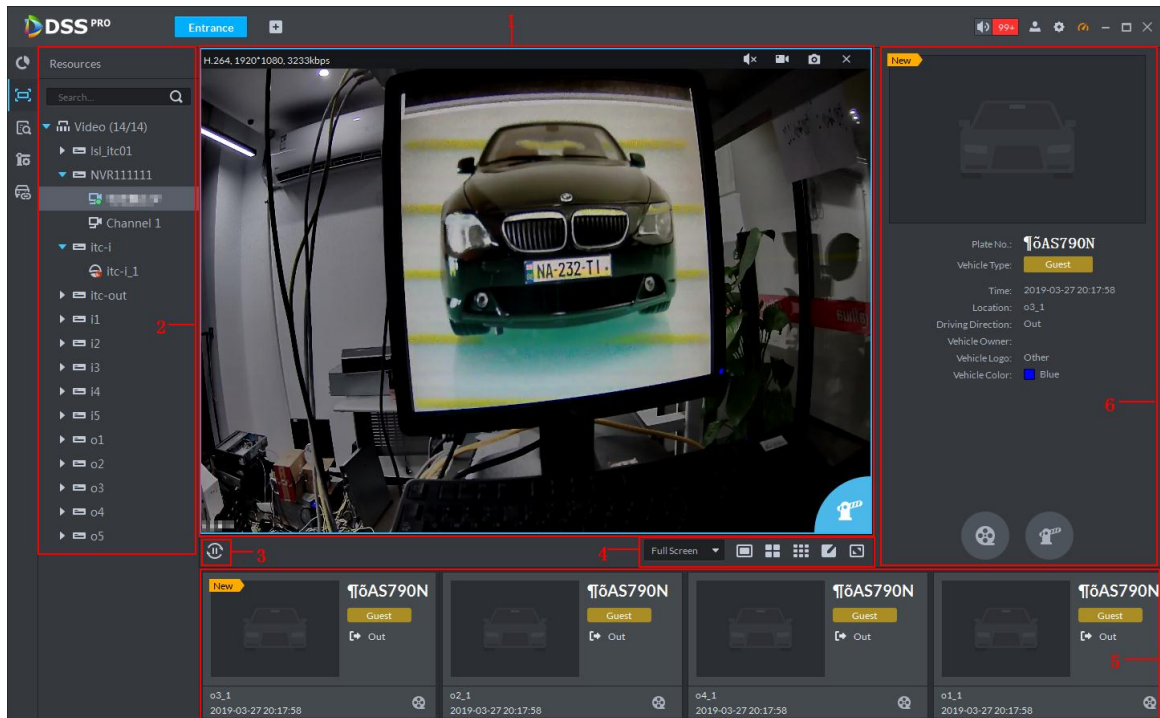 DSS PRO
Entrance
1
99+
Resources
Search...
Video (14/14)
lsl_itc01
NVR111111
Channel 1
itc-i
itc-i_1
itc-out
i1
i2
i3
i4
i5
o1
o2
o3
o4
o5
2
H.264, 1920*1080, 3233kbps
NA-232-TI
3
4
Full Screen
New
Plate No.: ¶õAS790N
Vehicle Type: Guest
Time: 2019-03-27 20:17:58
Location: o3_1
Driving Direction: Out
Vehicle Owner:
Vehicle Logo: Other
Vehicle Color: Blue
6
New
¶õAS790N
Guest
Out
o3_1
2019-03-27 20:17:58
¶õAS790N
Guest
Out
o2_1
2019-03-27 20:17:58
¶õAS790N
Guest
Out
o4_1
2019-03-27 20:17:58
¶õAS790N
Guest
Out
5
o1_1
2019-03-27 20:17:58